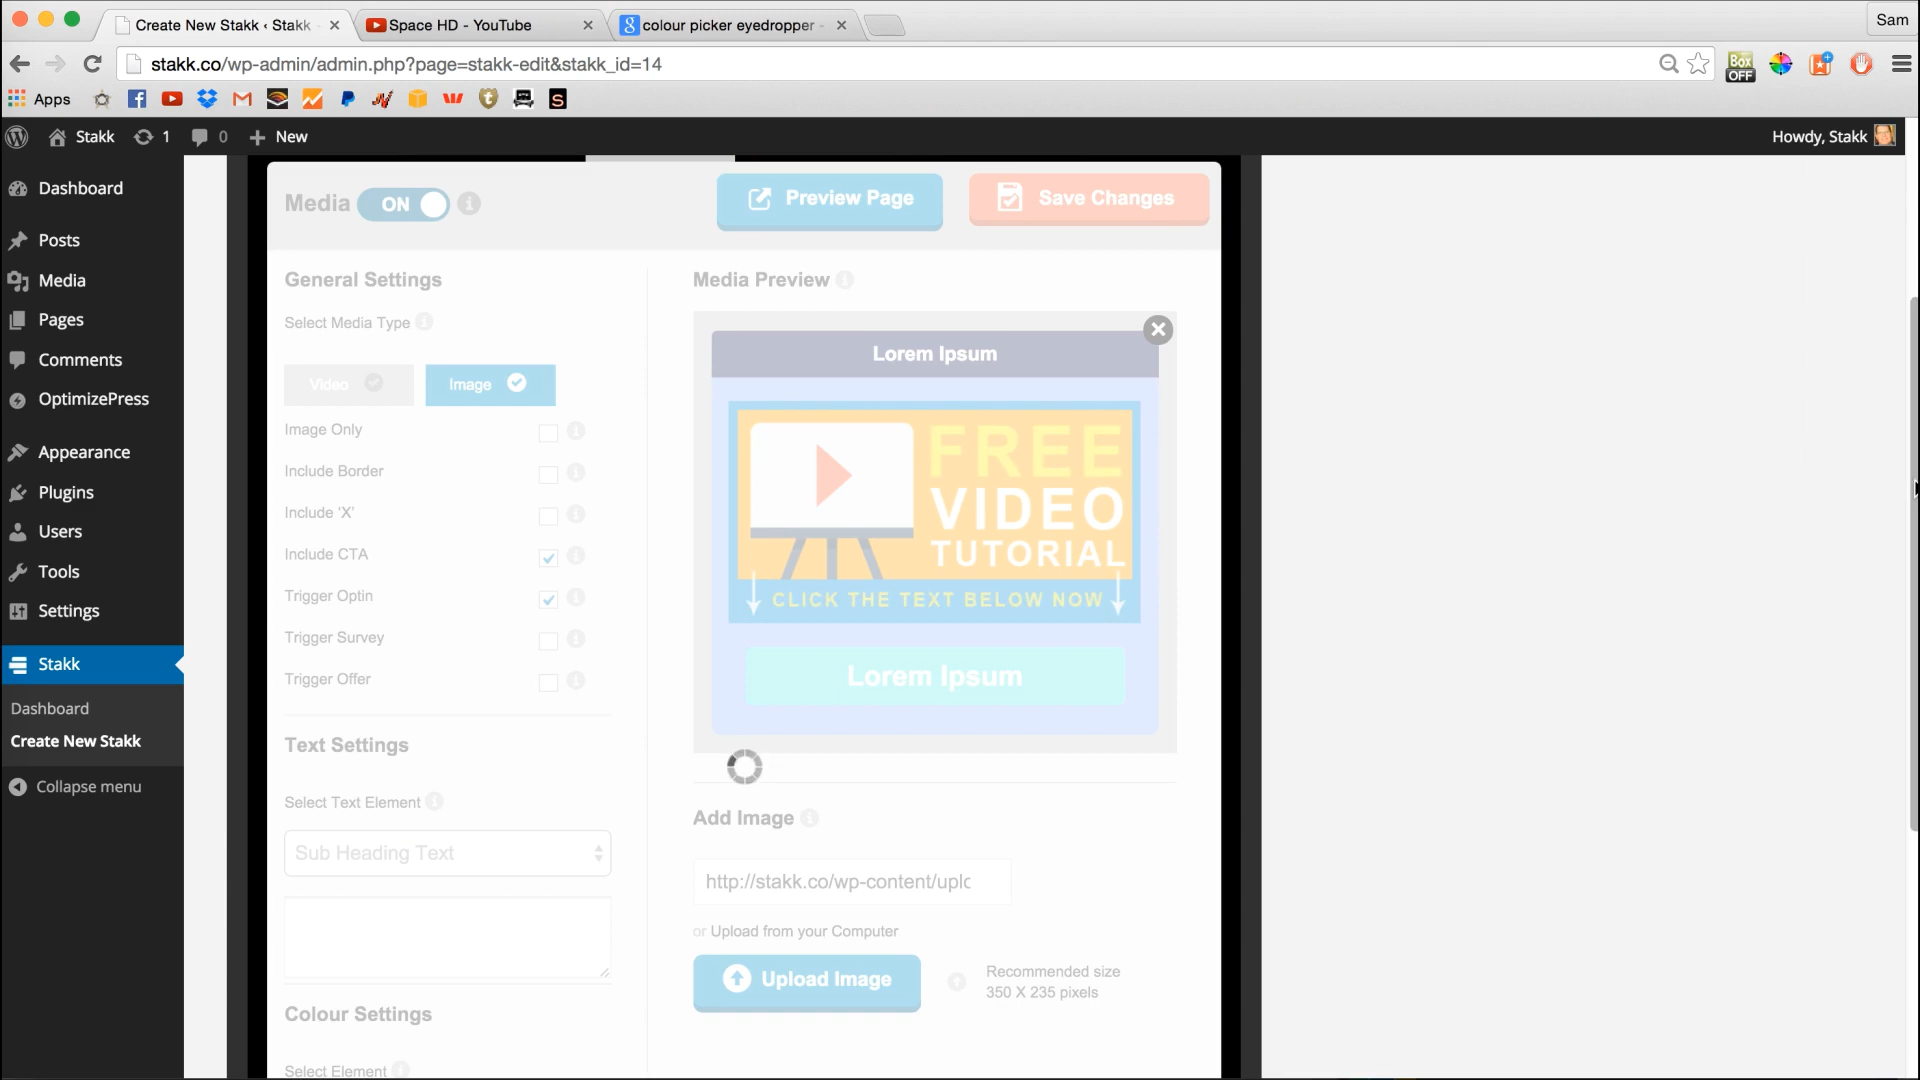 Create New Stakk ‹ Stakk
Space HD - YouTube
colour picker eyedropper -
Sam
stakk.co/wp-admin/admin.php?page=stakk-edit&stakk_id=14
Box
OFF
Apps
Stakk
1
0
New
Howdy, Stakk
Dashboard
Posts
Media
Pages
Comments
OptimizePress
Appearance
Plugins
Users
Tools
Settings
Stakk
Dashboard
Create New Stakk
Collapse menu
Media
ON
Preview Page
Save Changes
General Settings
Select Media Type
Video
Image
Image Only
Include Border
Include 'X'
Include CTA
Trigger Optin
Trigger Survey
Trigger Offer
Text Settings
Select Text Element
Sub Heading Text
Colour Settings
Select Element
Media Preview
Lorem Ipsum
FREE
VIDEO
TUTORIAL
CLICK THE TEXT BELOW NOW
Lorem Ipsum
Add Image
http://stakk.co/wp-content/uplc
or Upload from your Computer
Upload Image
Recommended size
350 X 235 pixels